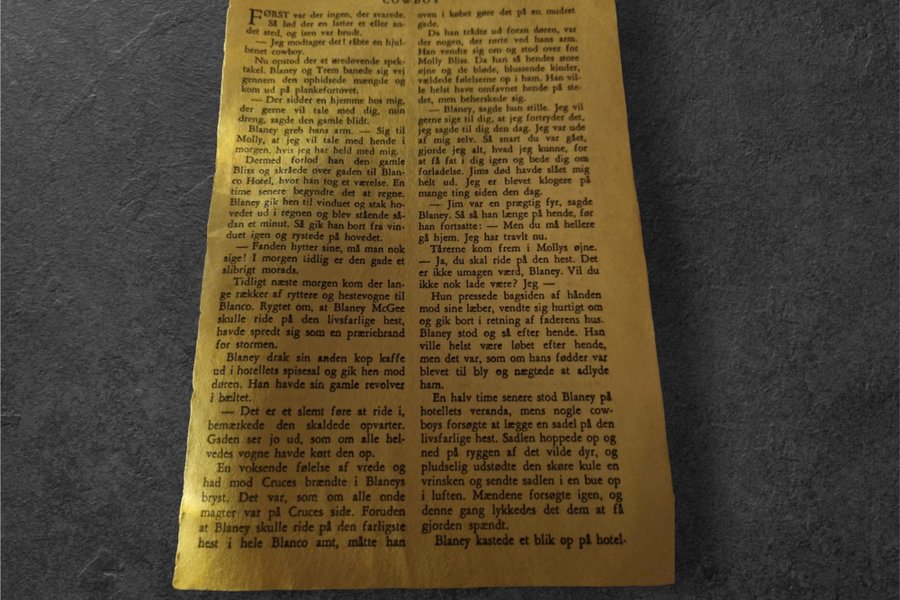 COWBOY
FØRST var der ingen, der svarede.
Så lød der en latter et eller an-
det sted, og isen var brudt.
— Jeg modtager det! råbte en hjul-
benet cowboy.
Nu opstod der et øredøvende spek-
takel. Blaney og Trem banede sig vej
gennem den ophidsede mængde og
kom ud på plankefortovet.
— Der sidder en hjemme hos mig,
der gerne vil tale med dig, min
dreng, sagde den gamle blidt.
Blaney greb hans arm. — Sig til
Molly, at jeg vil tale med hende i
morgen, hvis jeg har held med mig.
Dermed forlod han den gamle
Bliss og skråede over gaden til Blan-
co Hotel, hvor han tog et værelse. En
time senere begyndte det at regne.
Blaney gik hen til vinduet og stak ho-
vedet ud i regnen og blev stående så-
dan et minut. Så gik han bort fra vin-
duet igen og rystede på hovedet.
— Fanden hytter sine, må man nok
sige! I morgen tidlig er den gade et
slibrigt morads.
Tidligt næste morgen kom der lan-
ge rækker af ryttere og hestevogne til
Blanco. Rygtet om, at Blaney McGee
skulle ride på den livsfarlige hest,
havde spredt sig som en præriebrand
for stormen.
Blaney drak sin anden kop kaffe
ud i hotellets spisesal og gik hen mod
døren. Han havde sin gamle revolver
i bæltet.
— Det er et slemt føre at ride i,
bemærkede den skaldede opvarter.
Gaden ser jo ud, som om alle hel-
vedes vogne havde kørt den op.
En voksende følelse af vrede og
had mod Cruces brændte i Blaneys
bryst. Det var, som om alle onde
magter var på Cruces side. Foruden
at Blaney skulle ride på den farligste
hest i hele Blanco amt, måtte han
oven i købet gøre det på en mudret
gade.
Da han trådte ud foran døren, var
der nogen, der rørte ved hans arm.
Han vendte sig om og stod over for
Molly Bliss. Da han så hendes store
øjne og de bløde, blussende kinder,
vældede følelserne op i ham. Han vil-
le helst have omfavnet hende på ste-
det, men beherskede sig.
— Blaney, sagde hun stille. Jeg vil
gerne sige til dig, at jeg fortryder det,
jeg sagde til dig den dag. Jeg var ude
af mig selv. Så snart du var gået,
gjorde jeg alt, hvad jeg kunne, for
at få fat i dig igen og bede dig om
forladelse. Jims død havde slået mig
helt ud. Jeg er blevet klogere på
mange ting siden den dag.
— Jim var en prægtig fyr, sagde
Blaney. Så så han længe på hende, før
han fortsatte: — Men du må hellere
gå hjem. Jeg har travlt nu.
Tårerne kom frem i Mollys øjne.
— Ja, du skal ride på den hest. Det
er ikke umagen værd, Blaney. Vil du
ikke nok lade være? Jeg —
Hun pressede bagsiden af hånden
mod sine læber, vendte sig hurtigt om
og gik bort i retning af faderens hus.
Blaney stod og så efter hende. Han
ville helst være løbet efter hende,
men det var, som om hans fødder var
blevet til bly og nægtede at adlyde
ham.
En halv time senere stod Blaney på
hotellets veranda, mens nogle cow-
boys forsøgte at lægge en sadel på den
livsfarlige hest. Sadlen hoppede op og
ned på ryggen af det vilde dyr, og
pludselig udstødte den skøre kule en
vrinsken og sendte sadlen i en bue op
i luften. Mændene forsøgte igen, og
denne gang lykkedes det dem at få
gjorden spændt.
Blaney kastede et blik op på hotel-